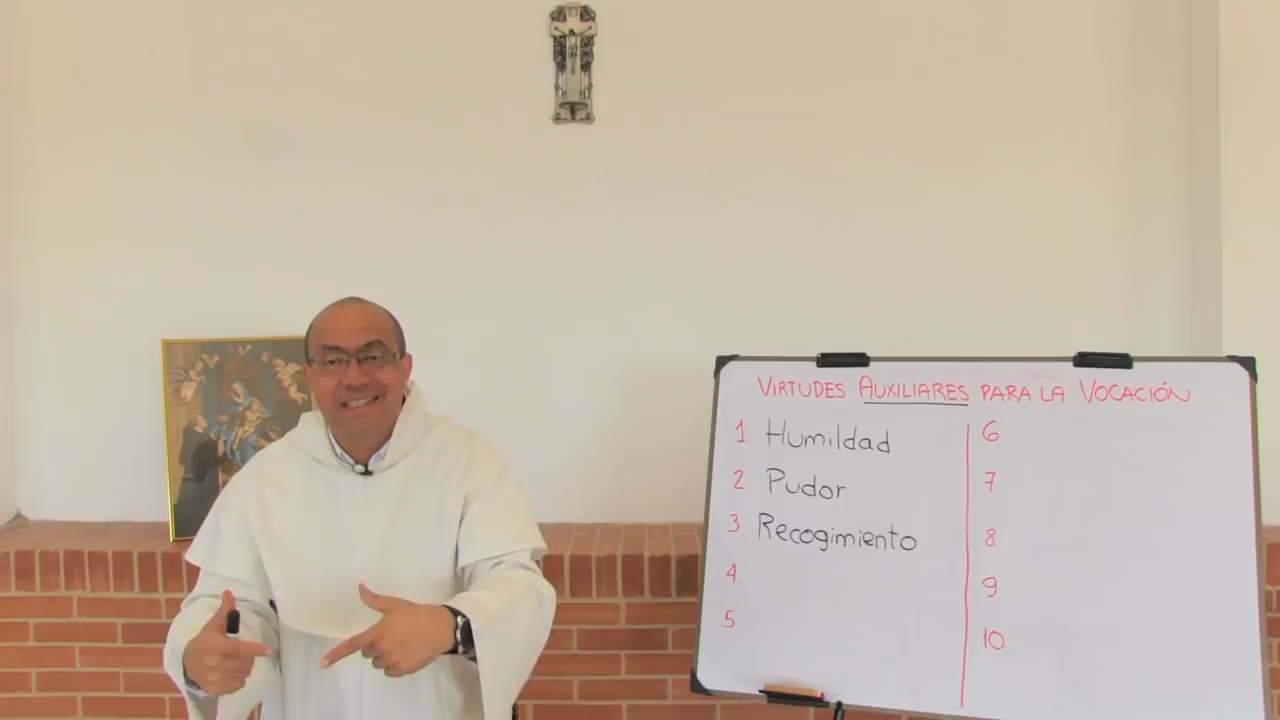 VIRTUDES AUXILIARES PARA LA VOCACIÓN
1. Humildad
2. Pudor
3. Recogimiento
4.
5.
6.
7.
8.
9.
10.